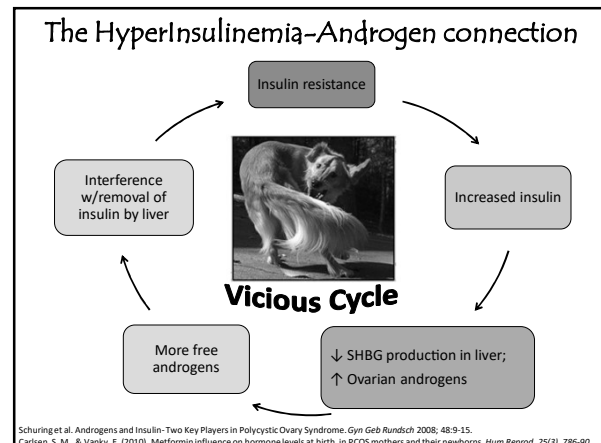 The HyperInsulinemia-Androgen connection
Insulin resistance
Increased insulin
↓ SHBG production in liver;
↑ Ovarian androgens
More free
androgens
Interference
w/removal of
insulin by liver
Vicious Cycle
Schuring et al. Androgens and Insulin- Two Key Players in Polycystic Ovary Syndrome. Gyn Geb Rundsch 2008; 48:9-15.
Carlsen, S. M., & Vanky, E. (2010). Metformin influence on hormone levels at birth, in PCOS mothers and their newborns. Hum Reprod, 25(3), 786-90